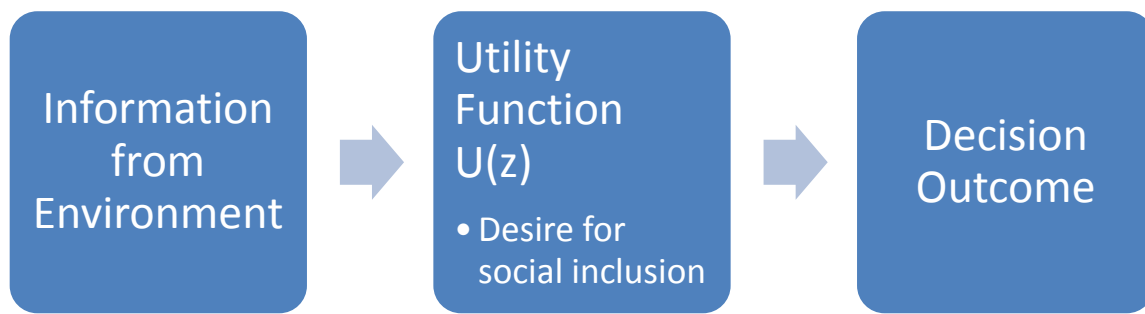 Information
from
Environment
Utility
Function
U(z)
• Desire for
social inclusion
Decision
Outcome